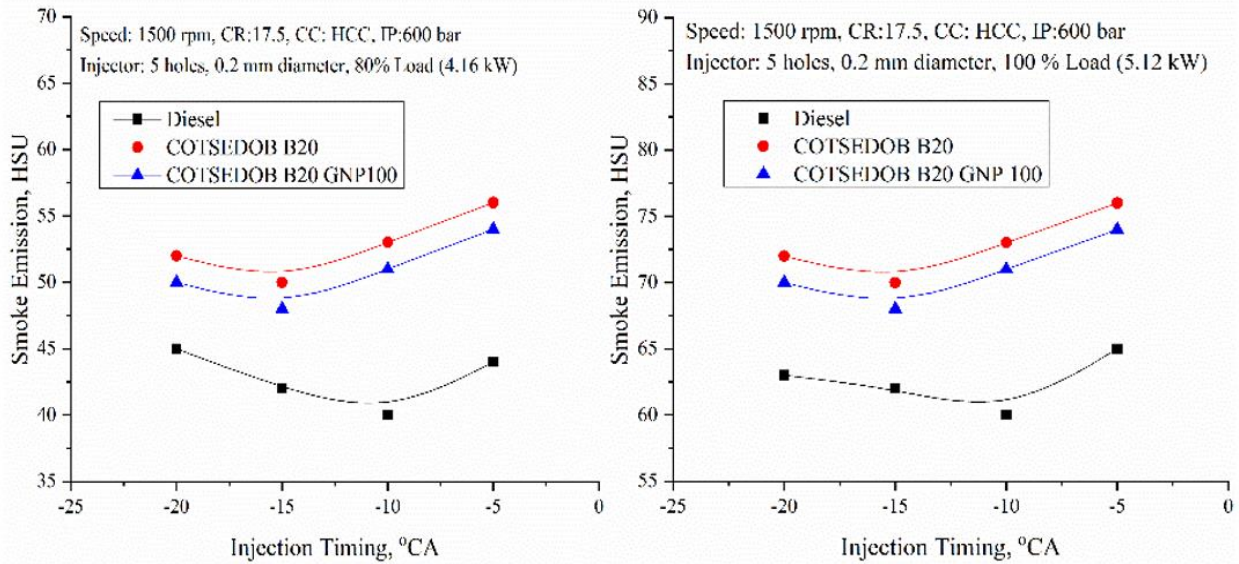 70
65
60
55
50
45
40
35
Smoke Emission, HSU
Speed: 1500 rpm, CR:17.5, CC: HCC, IP:600 bar
Injector: 5 holes, 0.2 mm diameter, 80% Load (4.16 kW)
Diesel
COTSEDOB B20
COTSEDOB B20 GNP100
-25 -20 -15 -10 -5 0
Injection Timing, °CA
90
85
80
75
70
65
60
55
Smoke Emission, HSU
Speed: 1500 rpm, CR:17.5, CC: HCC, IP:600 bar
Injector: 5 holes, 0.2 mm diameter, 100 % Load (5.12 kW)
Diesel
COTSEDOB B20
COTSEDOB B20 GNP 100
-25 -20 -15 -10 -5 0
Injection Timing, °CA